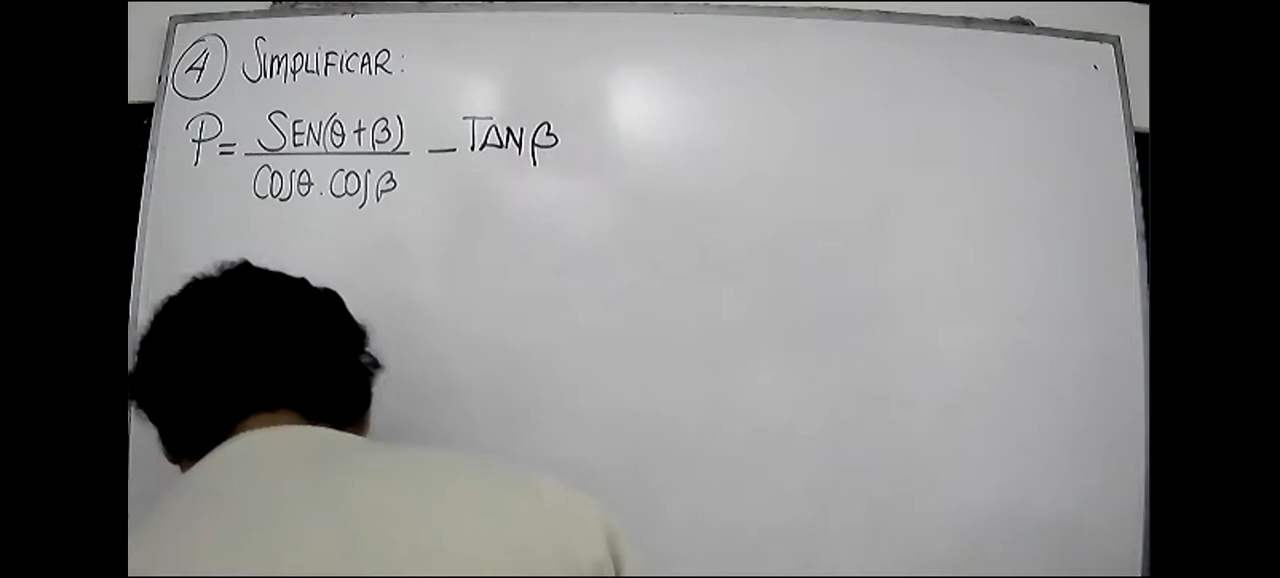 4 SIMPLIFICAR:
P = SEN(θ + β) / COSθ . COSβ - TANβ